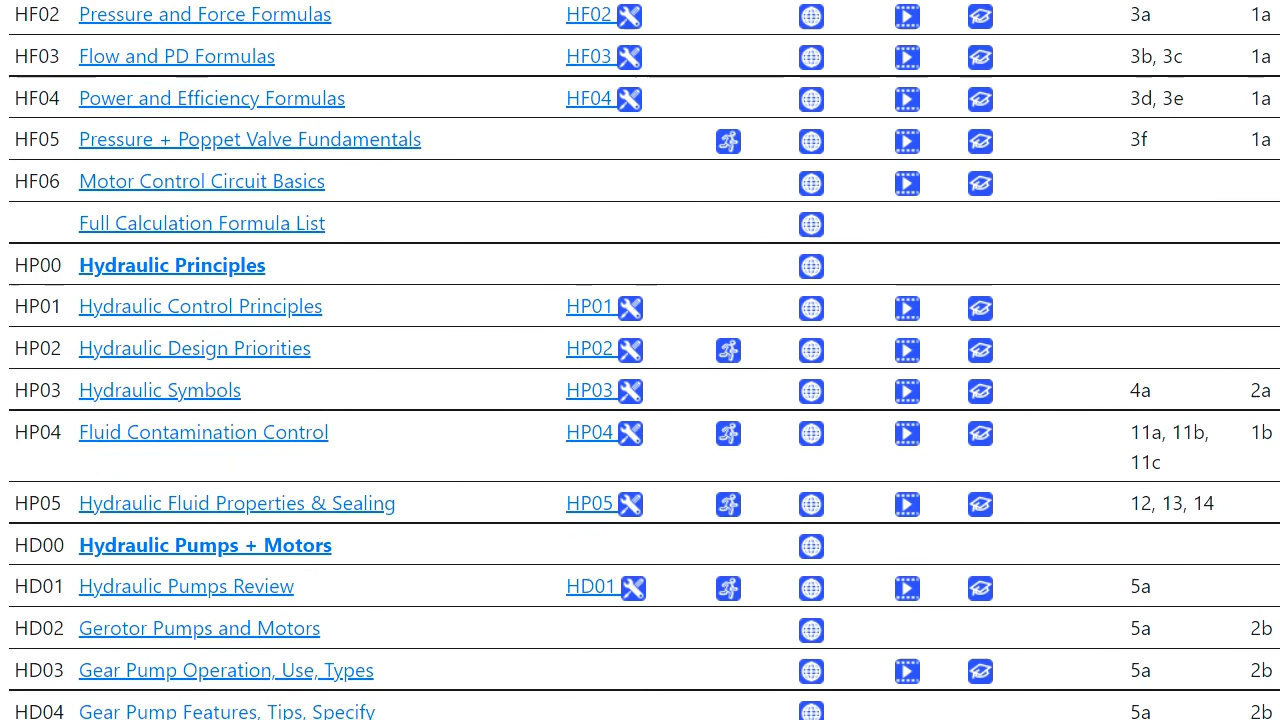 HF02 Pressure and Force Formulas HF02 3a 1a
HF03 Flow and PD Formulas HF03 3b, 3c 1a
HF04 Power and Efficiency Formulas HF04 3d, 3e 1a
HF05 Pressure + Poppet Valve Fundamentals 3f 1a
HF06 Motor Control Circuit Basics
Full Calculation Formula List
HP00 Hydraulic Principles
HP01 Hydraulic Control Principles HP01
HP02 Hydraulic Design Priorities HP02
HP03 Hydraulic Symbols HP03 4a 2a
HP04 Fluid Contamination Control HP04 11a, 11b, 1b
11c
HP05 Hydraulic Fluid Properties & Sealing HP05 12, 13, 14
HD00 Hydraulic Pumps + Motors
HD01 Hydraulic Pumps Review HD01 5a
HD02 Gerotor Pumps and Motors 5a 2b
HD03 Gear Pump Operation, Use, Types 5a 2b
HD04 Gear Pump Features, Tips, Specify 5a 2b